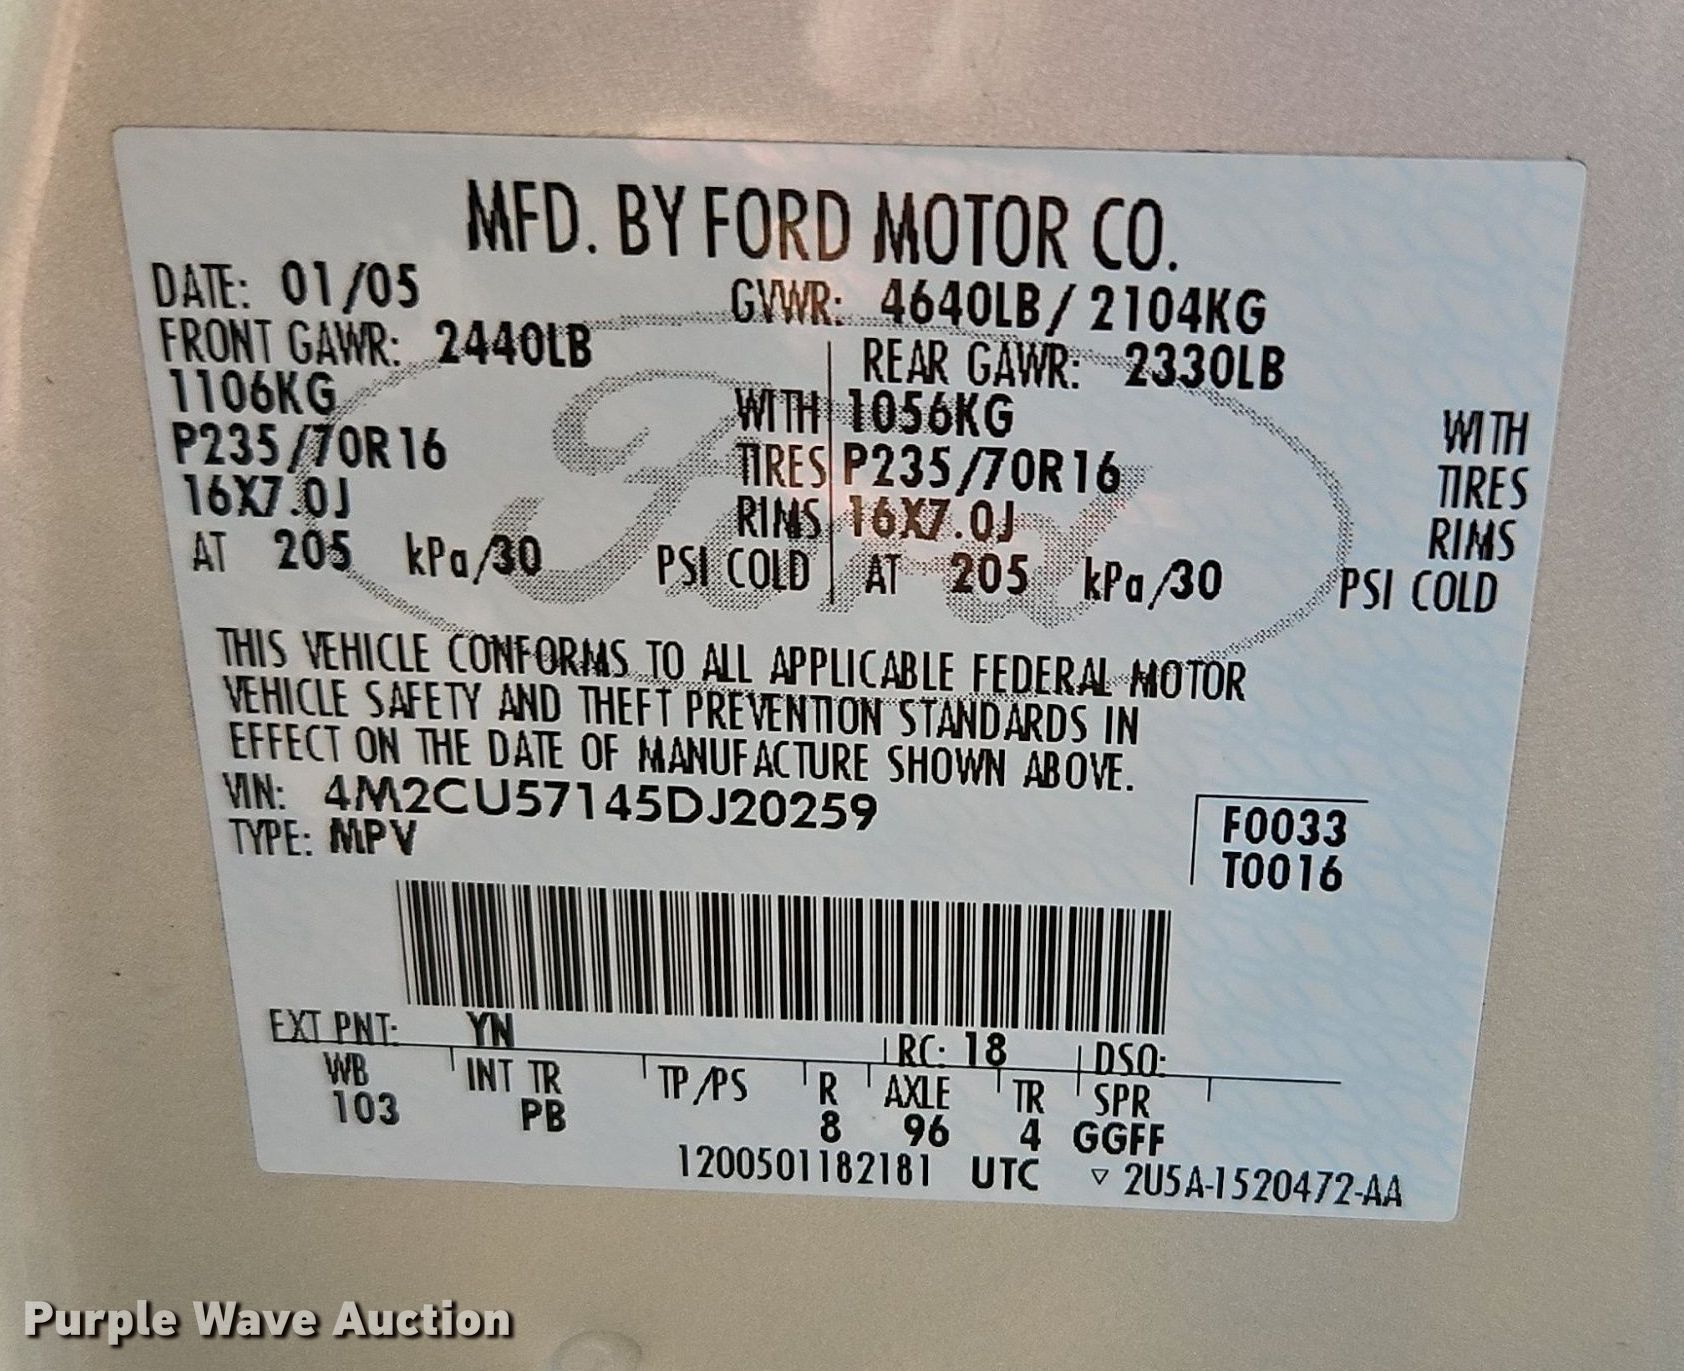 MFD. BY FORD MOTOR CO.
DATE: 01/05 GVWR: 4640LB/ 2104KG
FRONT GAWR: 2440LB REAR GAWR: 2330LB
1106KG WITH 1056KG WITH
P235/70R16 TIRES P235/70R16 TIRES
16X7.0J RIMS 16X7.0J RIMS
AT 205 kPa/30 PSI COLD AT 205 kPa/30 PSI COLD
Ford
THIS VEHICLE CONFORMS TO ALL APPLICABLE FEDERAL MOTOR
VEHICLE SAFETY AND THEFT PREVENTION STANDARDS IN
EFFECT ON THE DATE OF MANUFACTURE SHOWN ABOVE.
VIN: 4M2CU57145DJ20259 F0033
TYPE: MPV T0016
EXT PNT: YN RC: 18 DSO:
WB INT TR TP/PS R AXLE TR SPR
103 PB 8 96 4 GGFF
1200501182181 UTC ▽ 2U5A-1520472-AA
Purple Wave Auction